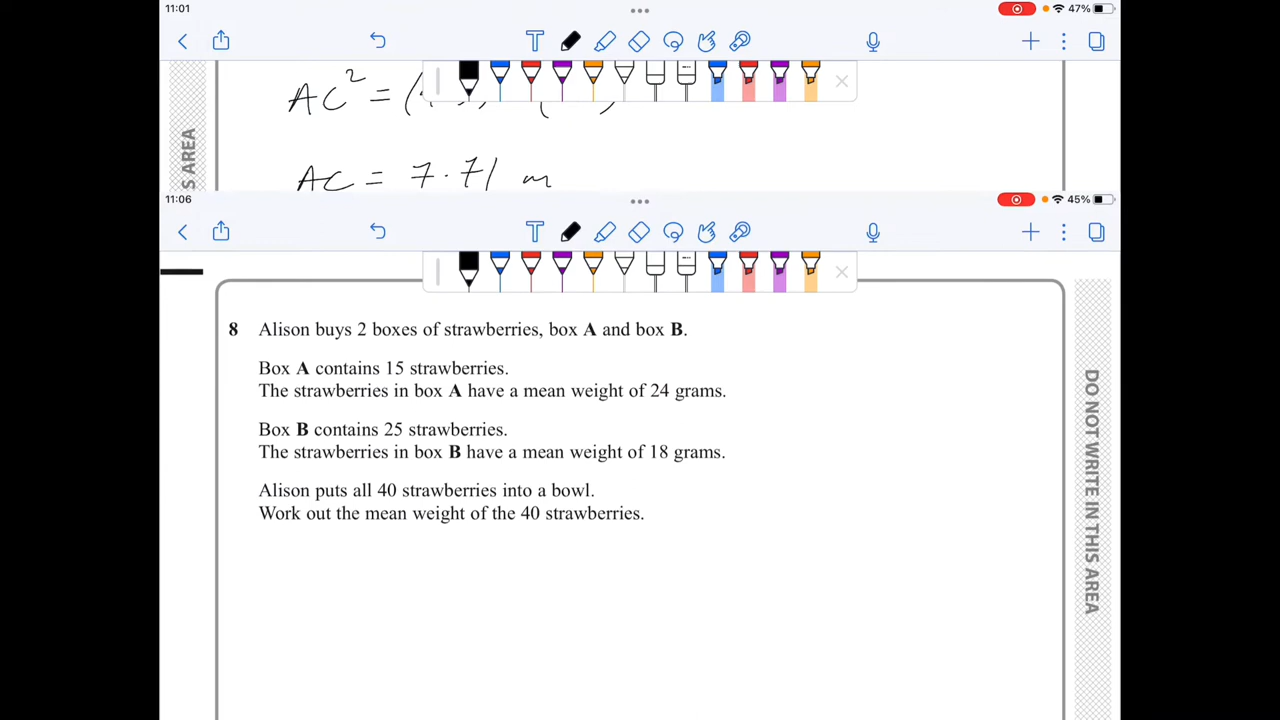 11:01
47%
T
AC² = (
S AREA
AC = 7.71 m
11:06
45%
T
8 Alison buys 2 boxes of strawberries, box A and box B.
Box A contains 15 strawberries.
The strawberries in box A have a mean weight of 24 grams.
Box B contains 25 strawberries.
The strawberries in box B have a mean weight of 18 grams.
Alison puts all 40 strawberries into a bowl.
Work out the mean weight of the 40 strawberries.
DO NOT WRITE IN THIS AREA